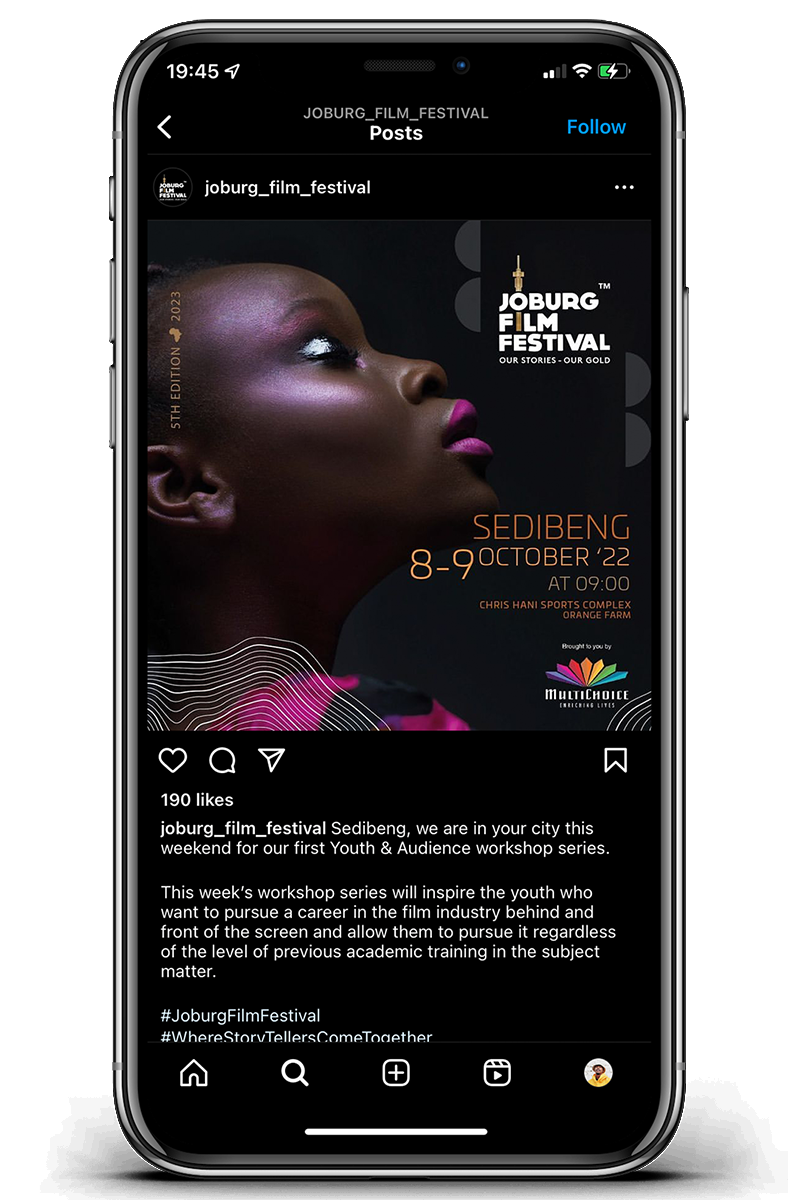 19:45
JOBURG_FILM_FESTIVAL
Posts
Follow
JOBURG
FILM
FESTIVAL
joburg_film_festival
5TH EDITION 2023
JOBURG™
FILM
FESTIVAL
OUR STORIES - OUR GOLD
SEDIBENG
8-9 OCTOBER ‘22
AT 09:00
CHRIS HANI SPORTS COMPLEX
ORANGE FARM
Brought to you by
MULTICHOICE
ENRICHING LIVES
190 likes
joburg_film_festival Sedibeng, we are in your city this
weekend for our first Youth & Audience workshop series.
This week’s workshop series will inspire the youth who
want to pursue a career in the film industry behind and
front of the screen and allow them to pursue it regardless
of the level of previous academic training in the subject
matter.
#JoburgFilmFestival
#WhereStoryTellersComeTogether